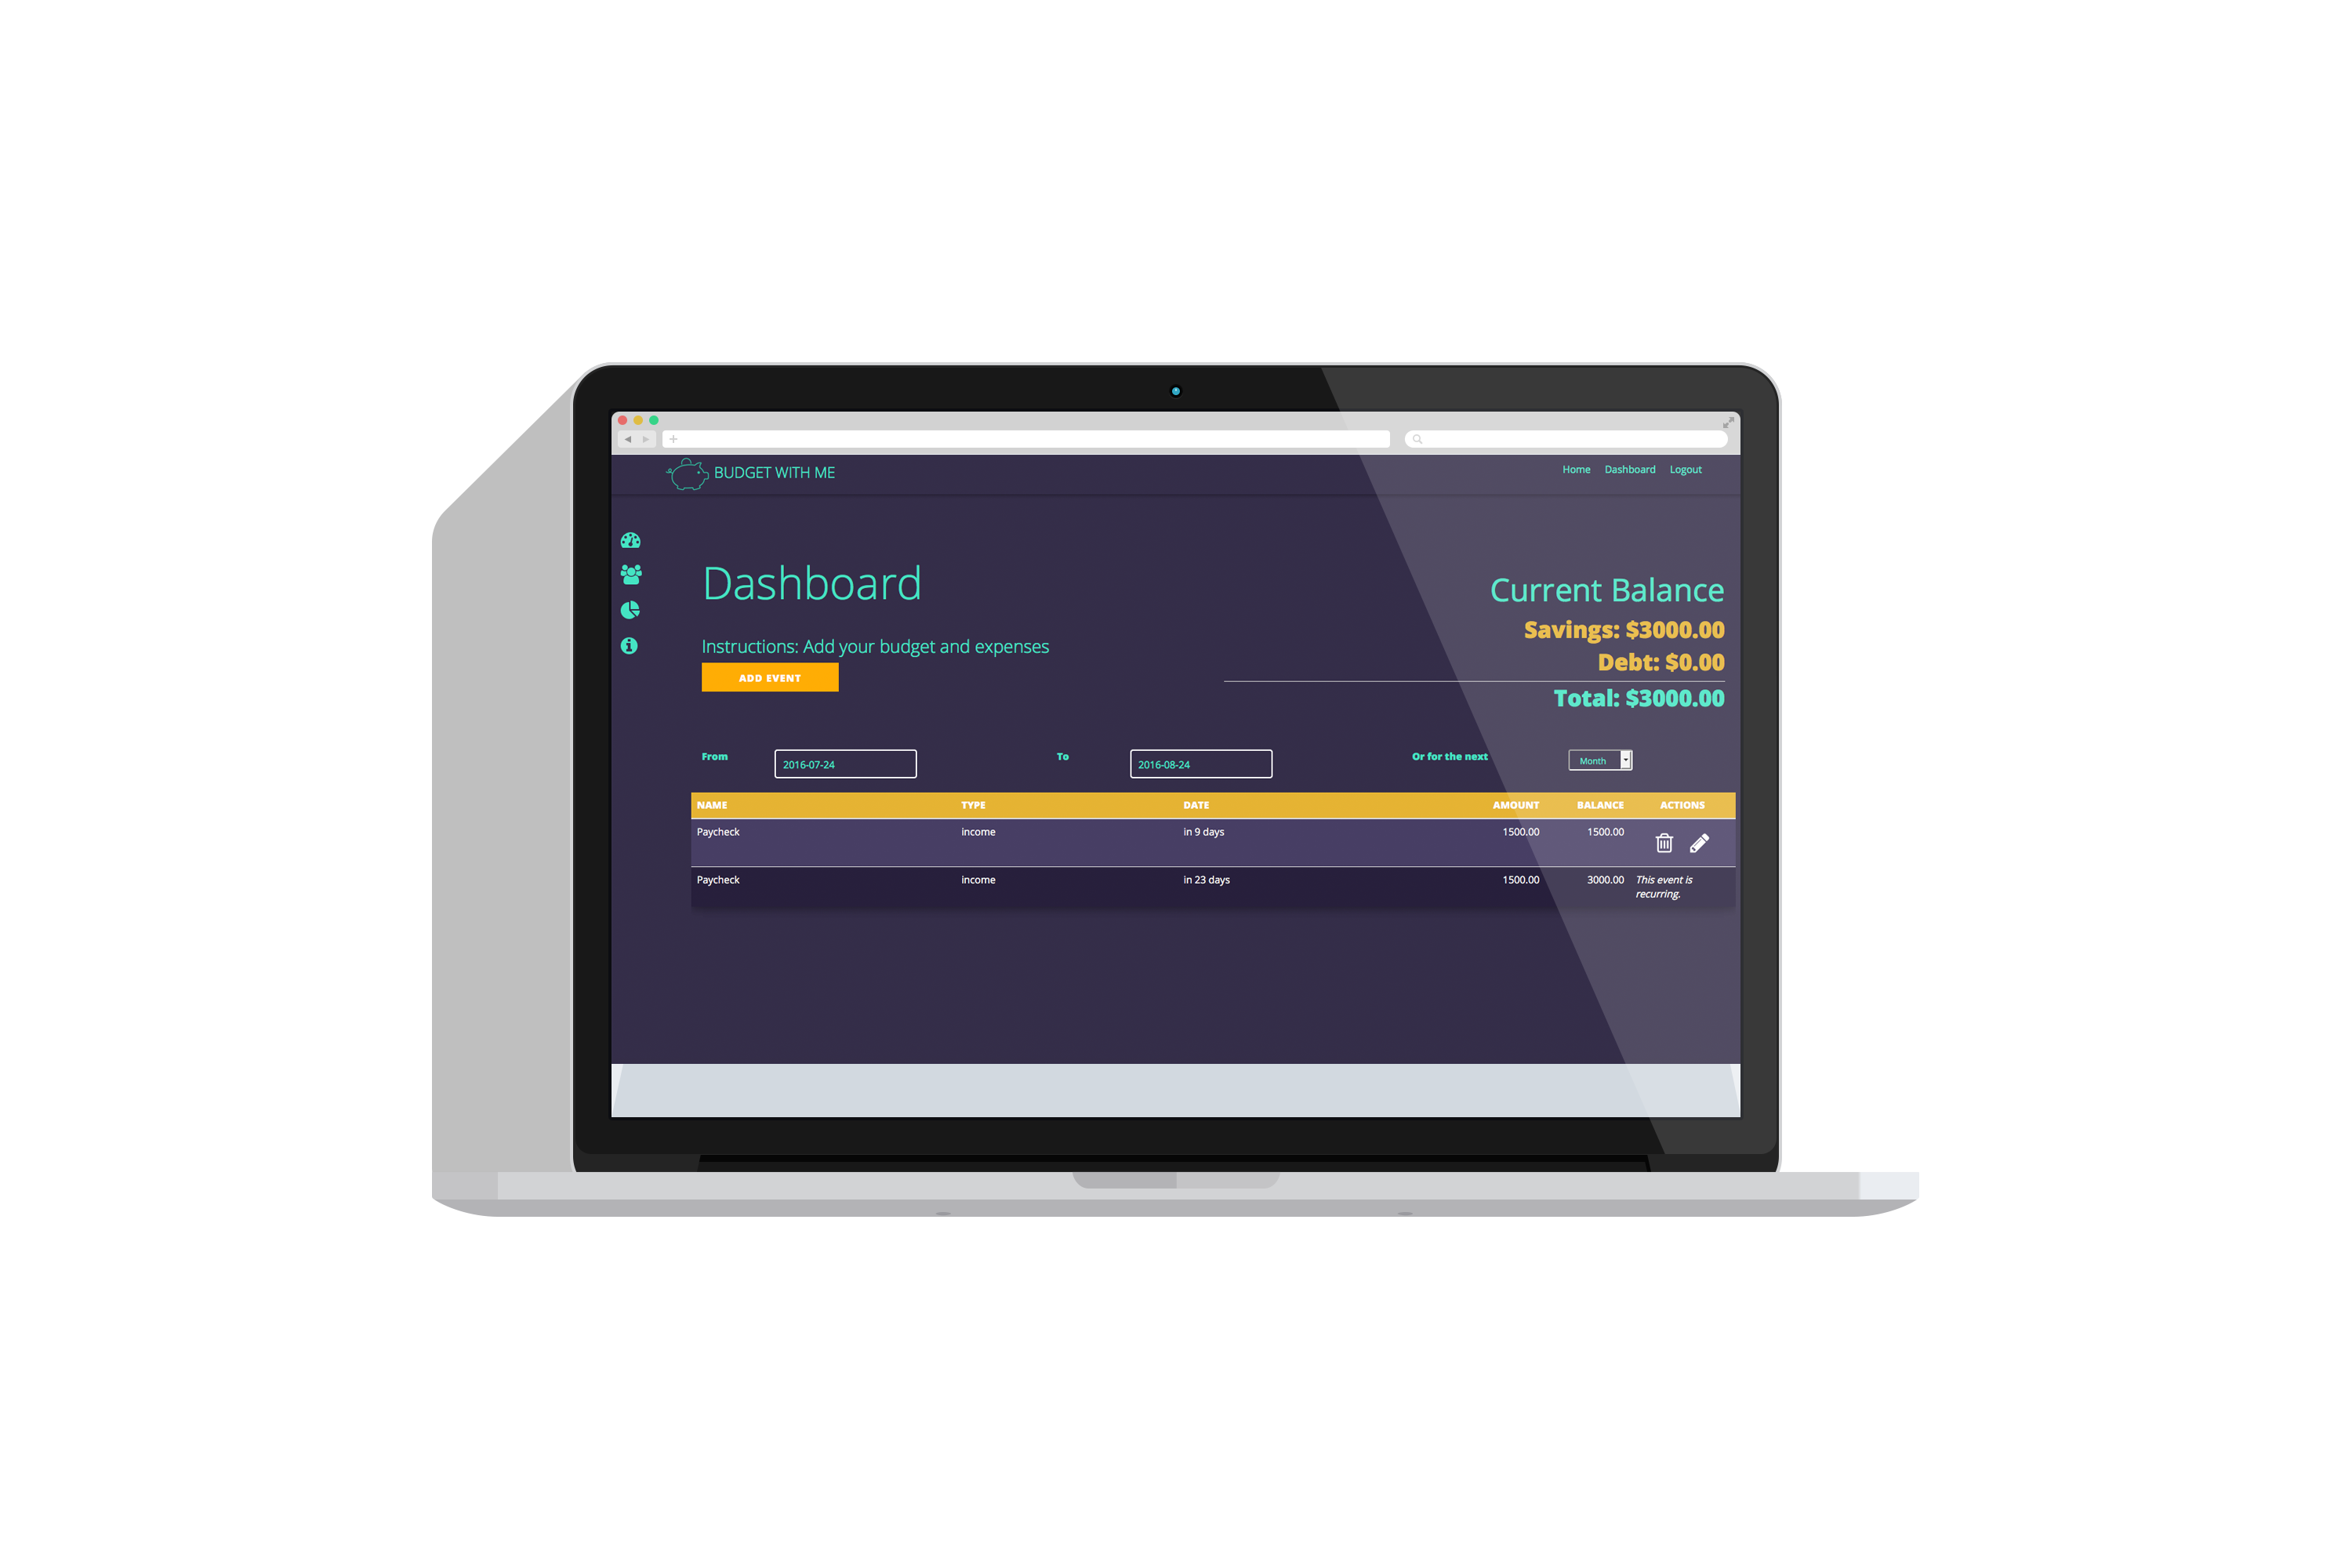 BUDGET WITH ME
Home Dashboard Logout
Dashboard
Instructions: Add your budget and expenses
ADD EVENT
Current Balance
Savings: $3000.00
Debt: $0.00
Total: $3000.00
From 2016-07-24 To 2016-08-24 Or for the next Month
NAME TYPE DATE AMOUNT BALANCE ACTIONS
Paycheck income in 9 days 1500.00 1500.00
Paycheck income in 23 days 1500.00 3000.00 This event is
recurring.